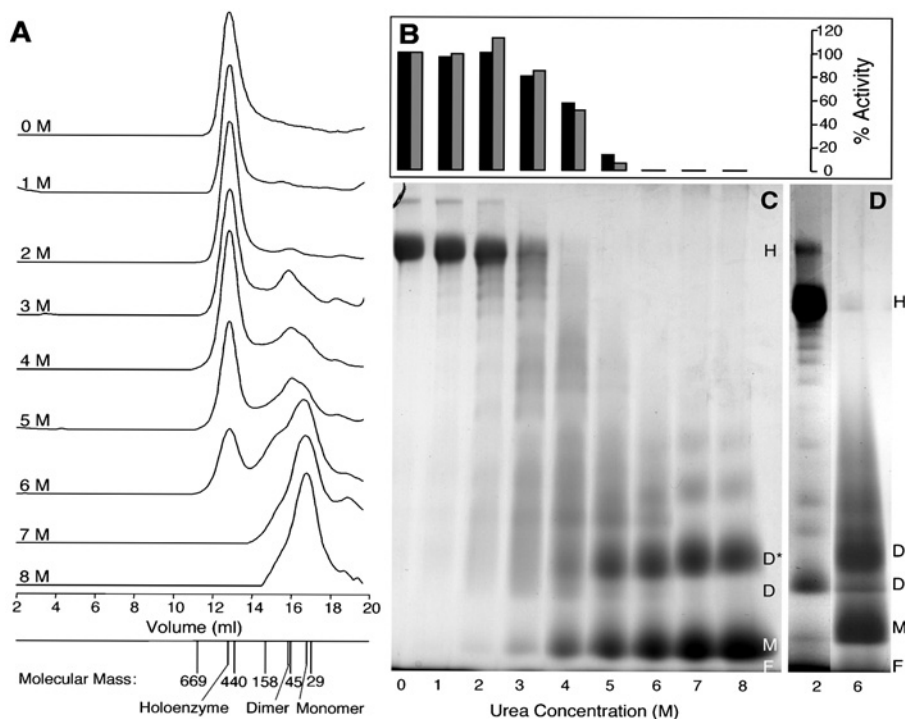 A
0 M
1 M
2 M
3 M
4 M
5 M
6 M
7 M
8 M
2 4 6 8 10 12 14 16 18 20
Volume (ml)
Molecular Mass: 669 440 158 45 29
Holoenzyme Dimer Monomer
B
120
100
80
60
40
20
0
% Activity
C
H
D*
D
M
F
0 1 2 3 4 5 6 7 8
Urea Concentration (M)
D
H
D
D
M
F
2 6